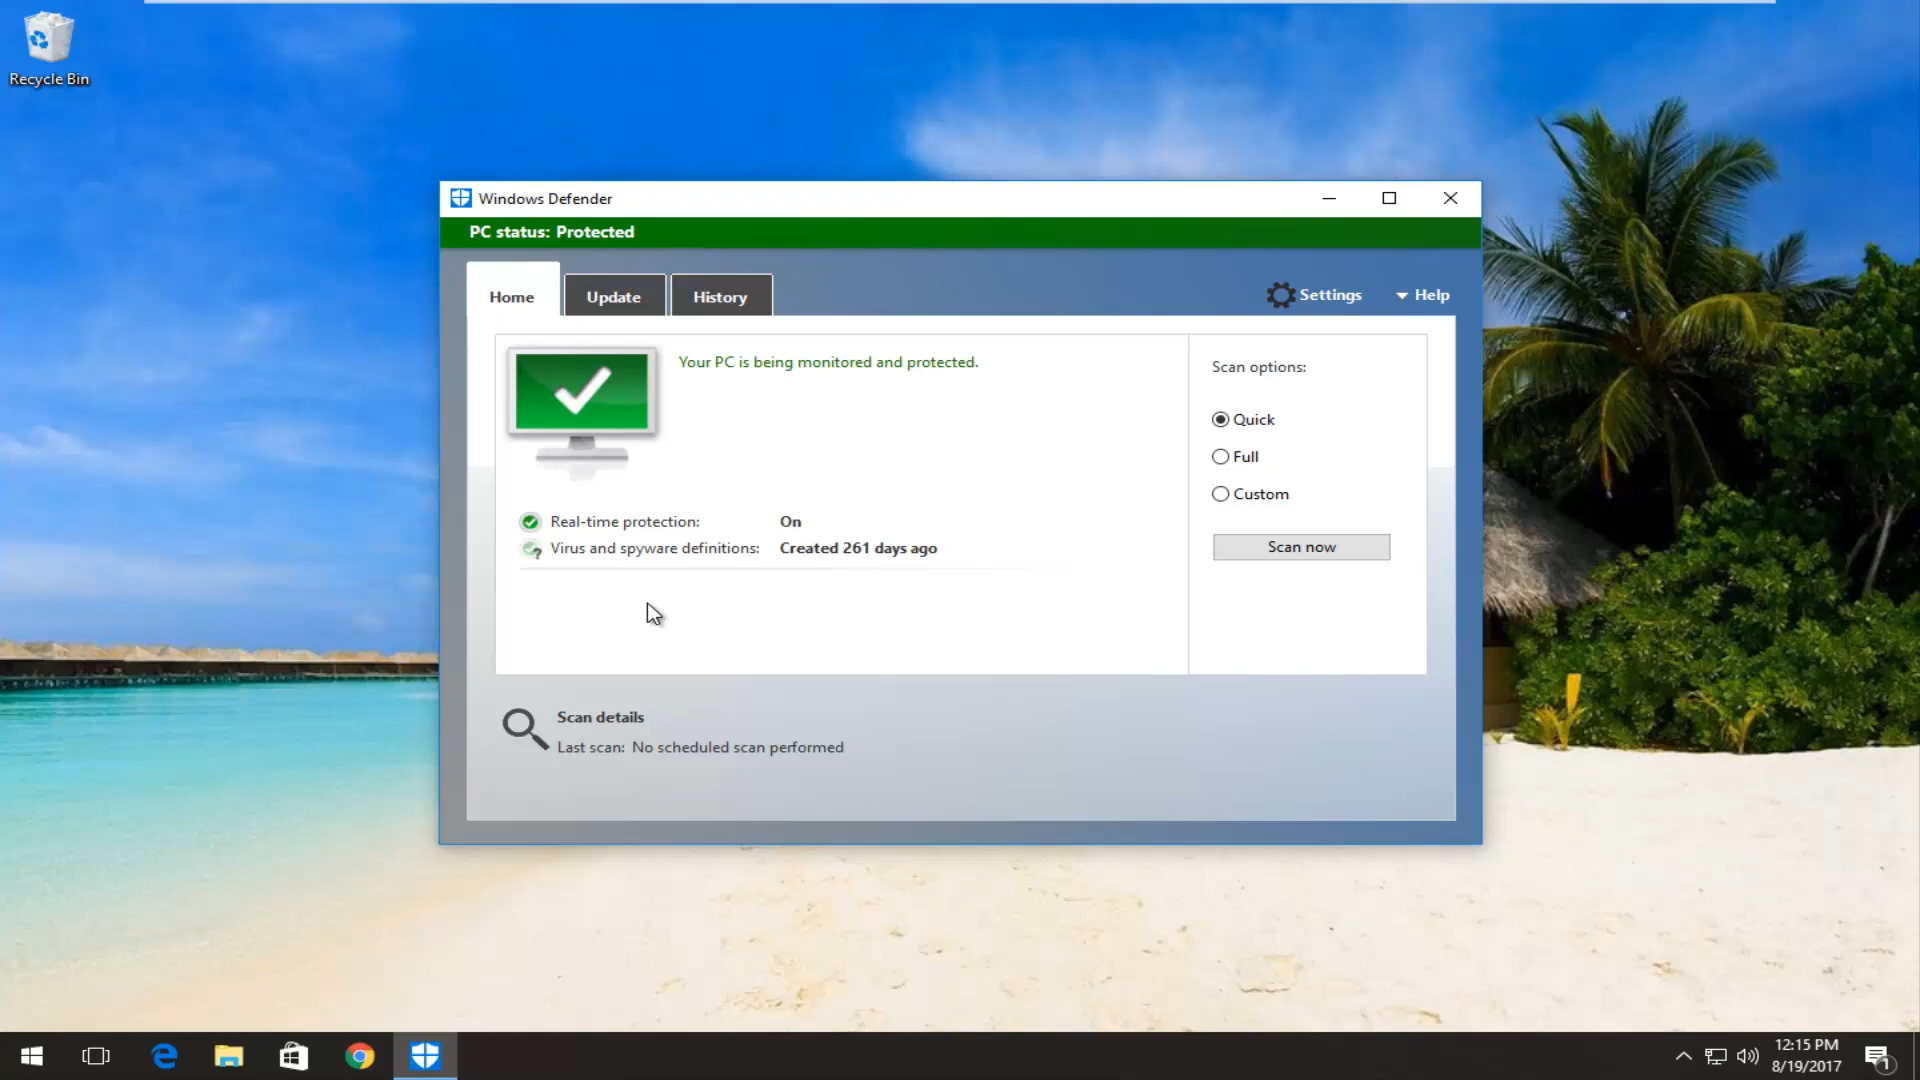 Recycle Bin
Windows Defender
PC status: Protected
Home
Update
History
Settings
Help
Your PC is being monitored and protected.
Scan options:
Quick
Full
Custom
Scan now
Real-time protection: On
Virus and spyware definitions: Created 261 days ago
Scan details
Last scan: No scheduled scan performed
12:15 PM
8/19/2017
1